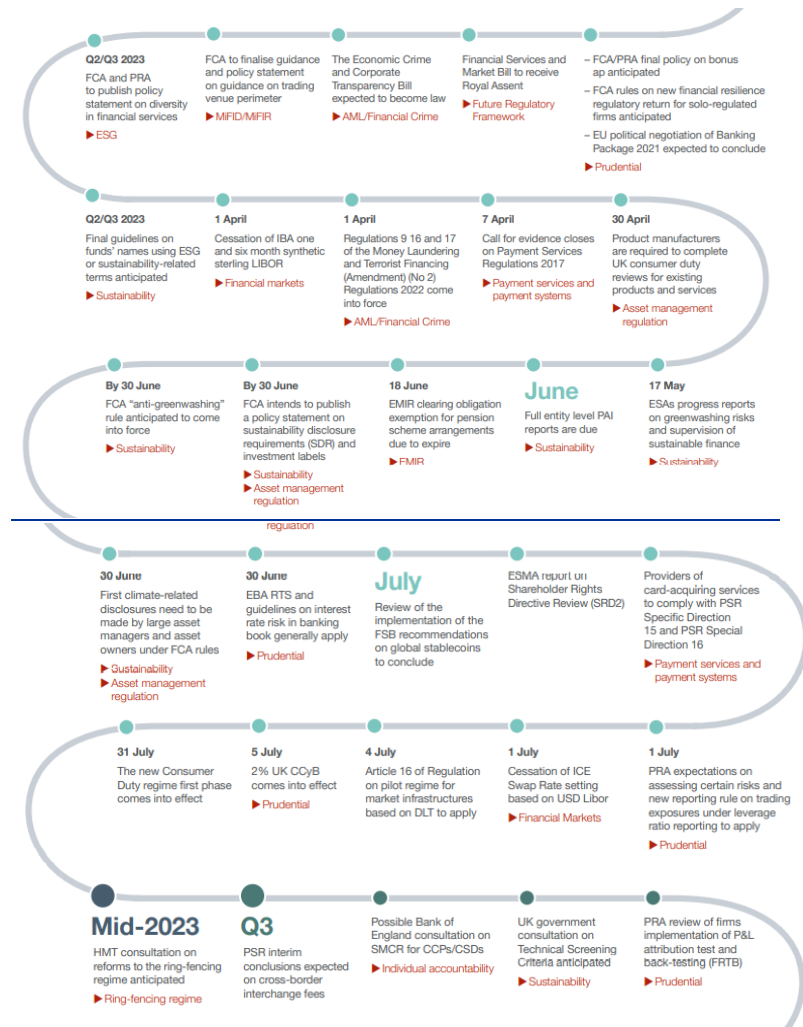 Q2/Q3 2023
FCA and PRA
to publish policy
statement on diversity
in financial services
▶ ESG
FCA to finalise guidance
and policy statement
on guidance on trading
venue perimeter
▶ MiFID/MiFIR
The Economic Crime
and Corporate
Transparency Bill
expected to become law
▶ AML/Financial Crime
Financial Services and
Market Bill to receive
Royal Assent
▶ Future Regulatory
Framework
– FCA/PRA final policy on bonus
ap anticipated
– FCA rules on new financial resilience
regulatory return for solo-regulated
firms anticipated
– EU political negotiation of Banking
Package 2021 expected to conclude
▶ Prudential
Q2/Q3 2023
Final guidelines on
funds' names using ESG
or sustainability-related
terms anticipated
▶ Sustainability
1 April
Cessation of IBA one
and six month synthetic
sterling LIBOR
▶ Financial markets
1 April
Regulations 9 16 and 17
of the Money Laundering
and Terrorist Financing
(Amendment) (No 2)
Regulations 2022 come
into force
▶ AML/Financial Crime
7 April
Call for evidence closes
on Payment Services
Regulations 2017
▶ Payment services and
payment systems
30 April
Product manufacturers
are required to complete
UK consumer duty
reviews for existing
products and services
▶ Asset management
regulation
By 30 June
FCA "anti-greenwashing"
rule anticipated to come
into force
▶ Sustainability
By 30 June
FCA intends to publish
a policy statement on
sustainability disclosure
requirements (SDR) and
investment labels
▶ Sustainability
▶ Asset management
regulation
18 June
EMIR clearing obligation
exemption for pension
scheme arrangements
due to expire
▶ EMIR
June
Full entity level PAI
reports are due
▶ Sustainability
17 May
ESAs progress reports
on greenwashing risks
and supervision of
sustainable finance
▶ Sustainability
regulation
30 June
First climate-related
disclosures need to be
made by large asset
managers and asset
owners under FCA rules
▶ Sustainability
▶ Asset management
regulation
30 June
EBA RTS and
guidelines on interest
rate risk in banking
book generally apply
▶ Prudential
July
Review of the
implementation of the
FSB recommendations
on global stablecoins
to conclude
ESMA report on
Shareholder Rights
Directive Review (SRD2)
Providers of
card-acquiring services
to comply with PSR
Specific Direction
15 and PSR Special
Direction 16
▶ Payment services and
payment systems
31 July
The new Consumer
Duty regime first phase
comes into effect
5 July
2% UK CCyB
comes into effect
▶ Prudential
4 July
Article 16 of Regulation
on pilot regime for
market infrastructures
based on DLT to apply
1 July
Cessation of ICE
Swap Rate setting
based on USD Libor
▶ Financial Markets
1 July
PRA expectations on
assessing certain risks and
new reporting rule on trading
exposures under leverage
ratio reporting to apply
▶ Prudential
Mid-2023
HMT consultation on
reforms to the ring-fencing
regime anticipated
▶ Ring-fencing regime
Q3
PSR interim
conclusions expected
on cross-border
interchange fees
Possible Bank of
England consultation on
SMCR for CCPs/CSDs
▶ Individual accountability
UK government
consultation on
Technical Screening
Criteria anticipated
▶ Sustainability
PRA review of firms
implementation of P&L
attribution test and
back-testing (FRTB)
▶ Prudential